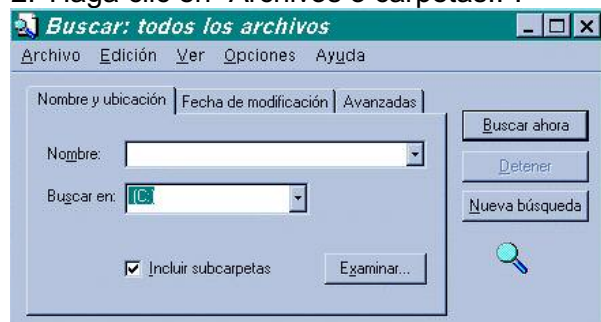 2. Haga clic en "Archivos o carpetas..".
Buscar: todos los archivos
Archivo Edición Ver Opciones Ayuda
Nombre y ubicación Fecha de modificación Avanzadas
Buscar ahora
Nombre:
Detener
Buscar en: (C:)
Nueva búsqueda
Incluir subcarpetas Examinar...